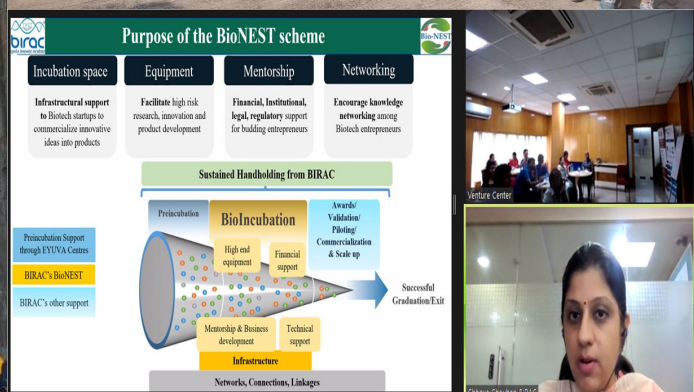 birac
Purpose of the BioNEST scheme
Bio-NEST
Incubation space
Equipment
Mentorship
Networking
Infrastructural support
to Biotech startups to
commercialize innovative
ideas into products
Facilitate high risk
research, innovation and
product development
Financial, Institutional,
legal, regulatory support
for budding entrepreneurs
Encourage knowledge
networking among
Biotech entrepreneurs
Sustained Handholding from BIRAC
Preincubation
BioIncubation
Awards/
Validation/
Piloting/
Commercialization
& Scale up
Preincubation Support
through EYUVA Centres
BIRAC's BioNEST
BIRAC's other support
High end
equipment
Financial
support
Successful
Graduation/Exit
Mentorship & Business
development
Technical
support
Infrastructure
Networks, Connections, Linkages
Venture Center